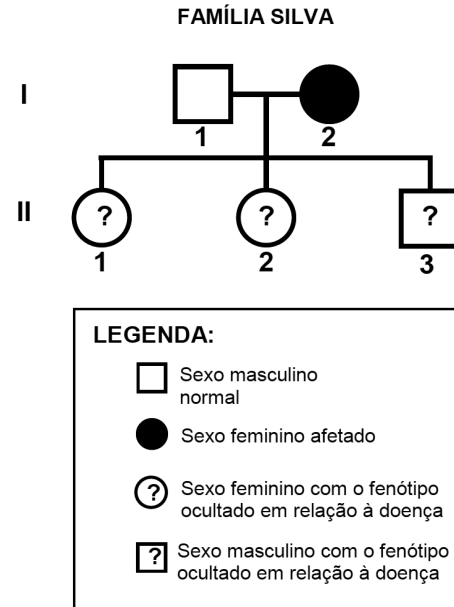 FAMÍLIA SILVA
I
1
2
II
?
?
?
1
2
3
LEGENDA:
Sexo masculino
normal
Sexo feminino afetado
?
Sexo feminino com o fenótipo
ocultado em relação à doença
?
Sexo masculino com o fenótipo
ocultado em relação à doença